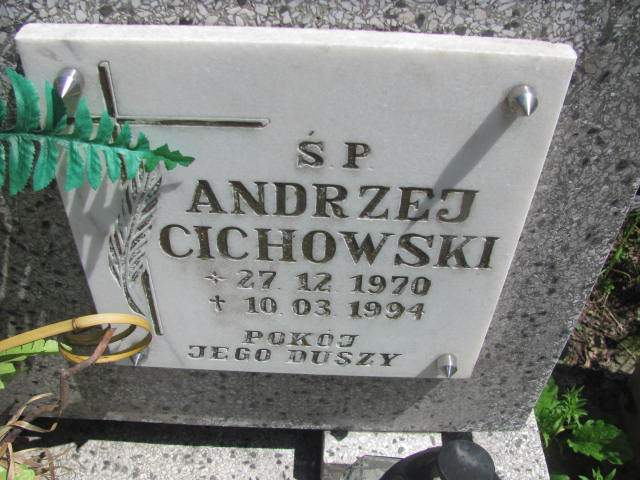 Ś P
ANDRZEJ
CICHOWSKI
* 27. 12. 1970
† 10. 03. 1994
POKÓJ
JEGO DUSZY